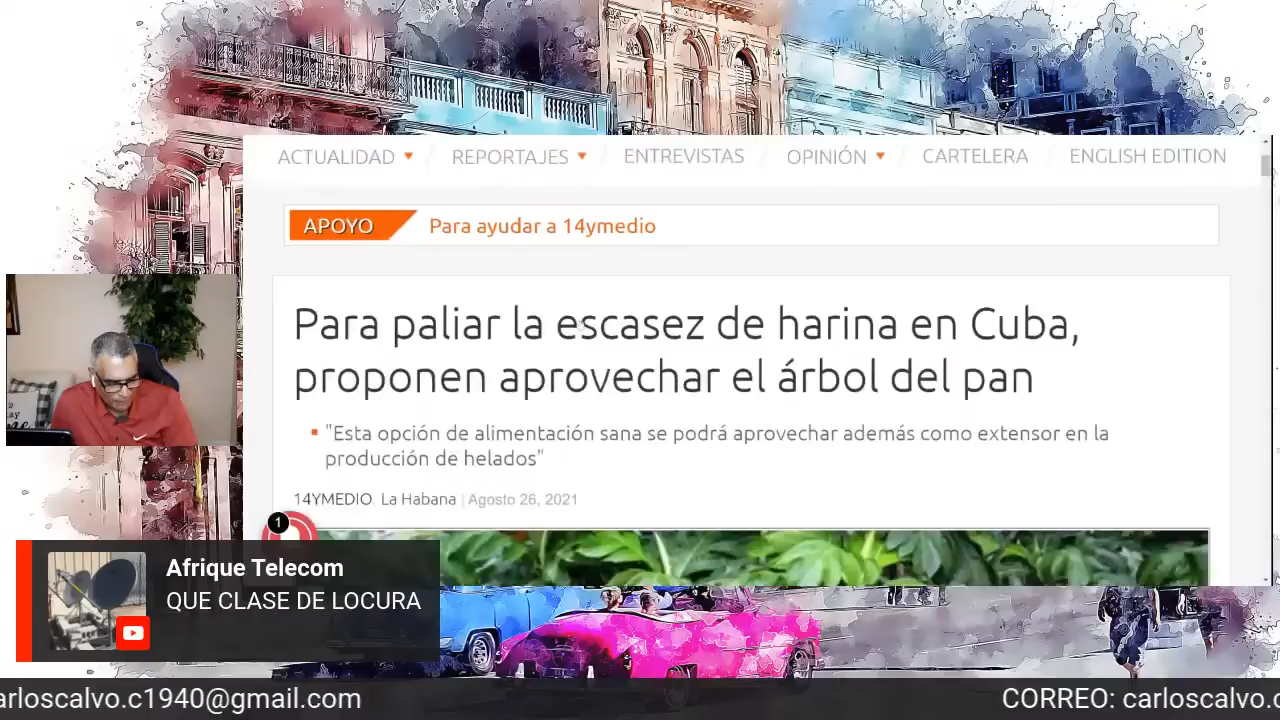 ACTUALIDAD REPORTAJES ENTREVISTAS OPINIÓN CARTELERA ENGLISH EDITION
APOYO Para ayudar a 14ymedio
Para paliar la escasez de harina en Cuba,
proponen aprovechar el árbol del pan
"Esta opción de alimentación sana se podrá aprovechar además como extensor en la
producción de helados"
14YMEDIO, La Habana | Agosto 26, 2021
1
Afrique Telecom
QUE CLASE DE LOCURA
arloscalvo.c1940@gmail.com CORREO: carloscalvo.c